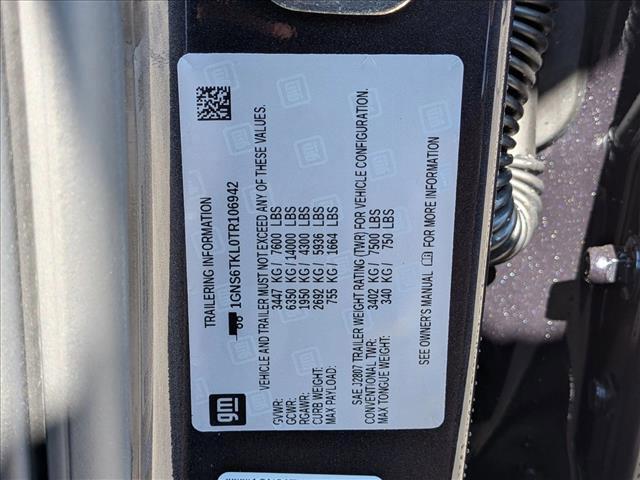 TRAILERING INFORMATION
1GNS6TKL0TR106942
VEHICLE AND TRAILER MUST NOT EXCEED ANY OF THESE VALUES.
GVWR: 3447 KG/ 7600 LBS
GCWR: 6350 KG/ 14000 LBS
RGAWR: 1950 KG/ 4300 LBS
CURB WEIGHT: 2692 KG/ 5936 LBS
MAX PAYLOAD: 755 KG/ 1664 LBS
SAE J2807 TRAILER WEIGHT RATING (TWR) FOR VEHICLE CONFIGURATION.
CONVENTIONAL TWR: 3402 KG/ 7500 LBS
MAX TONGUE WEIGHT: 340 KG/ 750 LBS
SEE OWNER'S MANUAL FOR MORE INFORMATION
gm